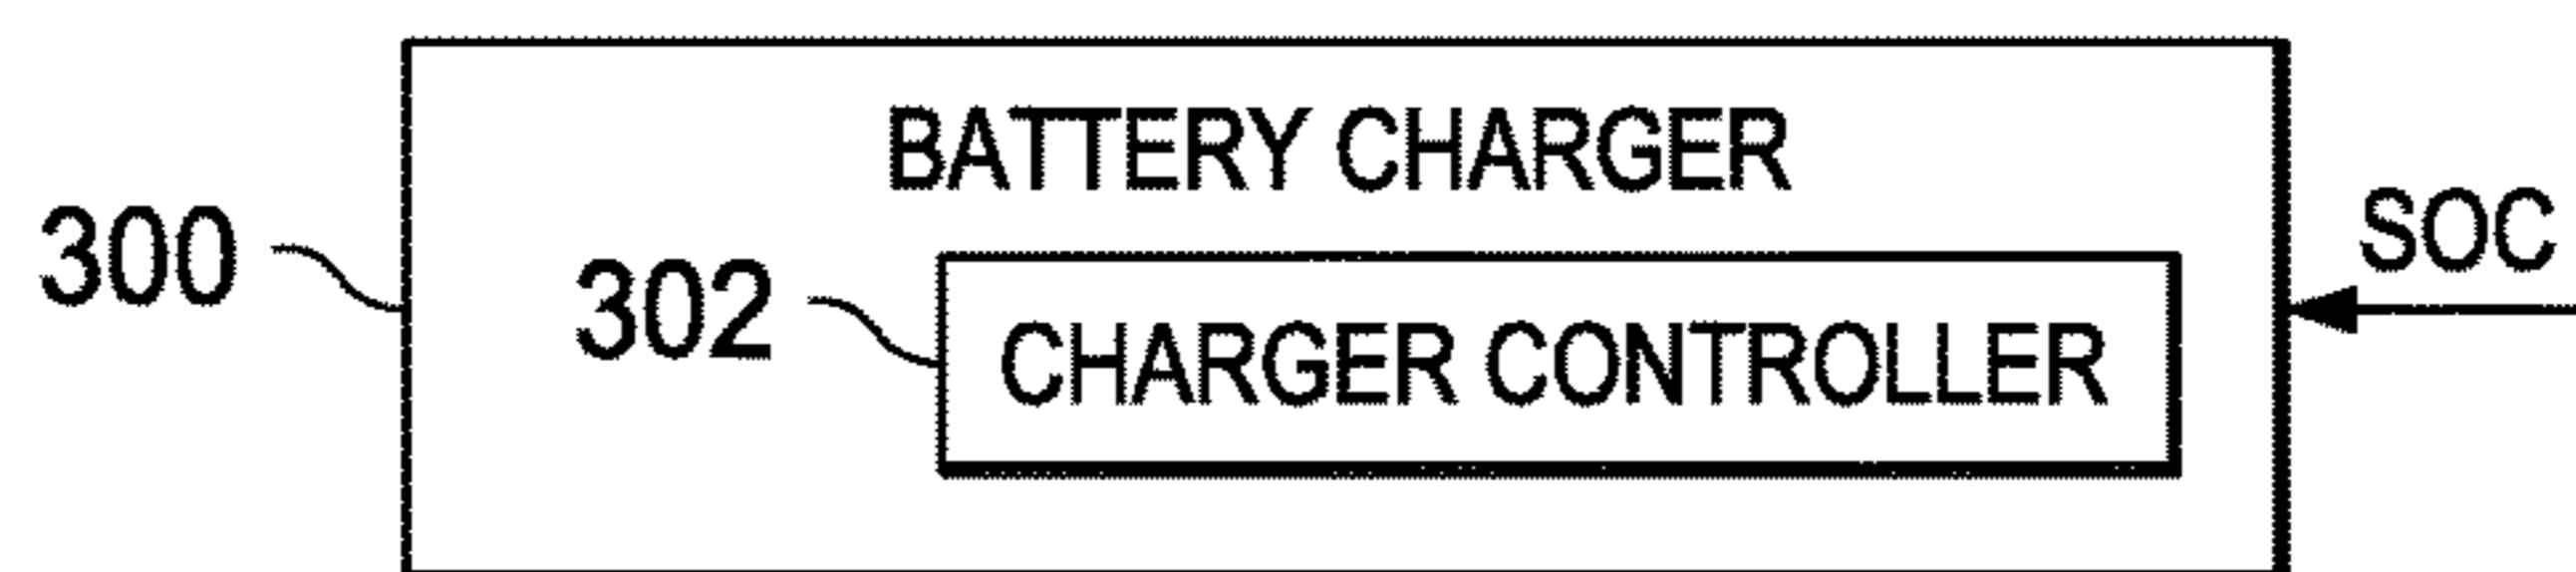 BATTERY CHARGER
300
SOC
302
CHARGER CONTROLLER